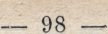 — 98 —